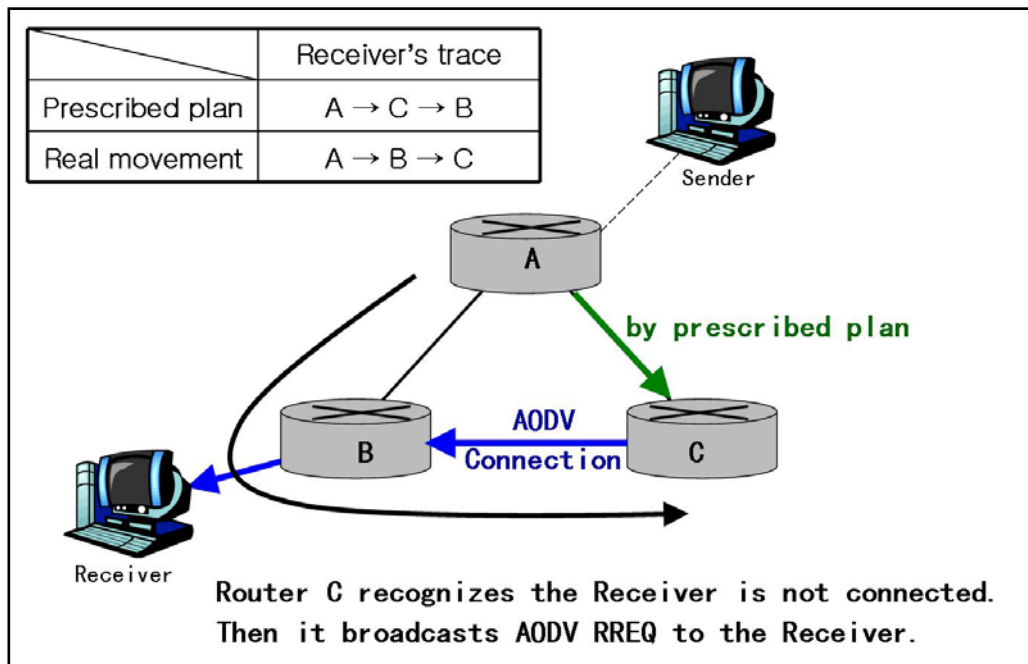 Receiver's trace
Prescribed plan A → C → B
Real movement A → B → C
Sender
A
by prescribed plan
B
AODV
Connection
C
Receiver
Router C recognizes the Receiver is not connected.
Then it broadcasts AODV RREQ to the Receiver.